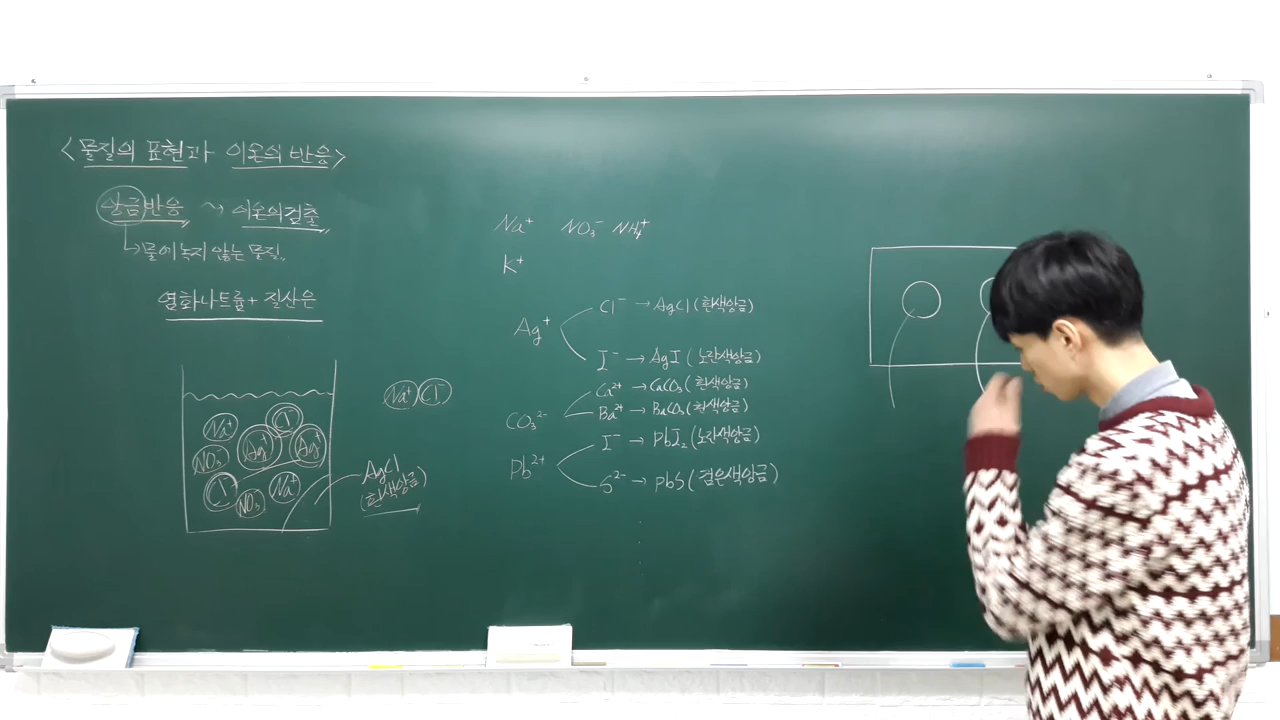 <물질의 표현과 이온의 반응>
앙금반응 ~> 이온의 검출
↳물에 녹지 않는 물질.
염화나트륨 + 질산은
Na⁺ NO₃⁻ NH₄⁺
K⁺
Ag⁺
Cl⁻ → AgCl (흰색앙금)
I⁻ → AgI (노란색앙금)
CO₃²⁻
Ca²⁺ → CaCO₃ (흰색앙금)
Ba²⁺ → BaCO₃ (흰색앙금)
Pb²⁺
I⁻ → PbI₂ (노란색앙금)
S²⁻ → PbS (검은색앙금)
Na⁺ Cl⁻
Na⁺
NO₃⁻ Ag⁺ Ag⁺
NO₃⁻ Na⁺
AgCl
(흰색앙금)